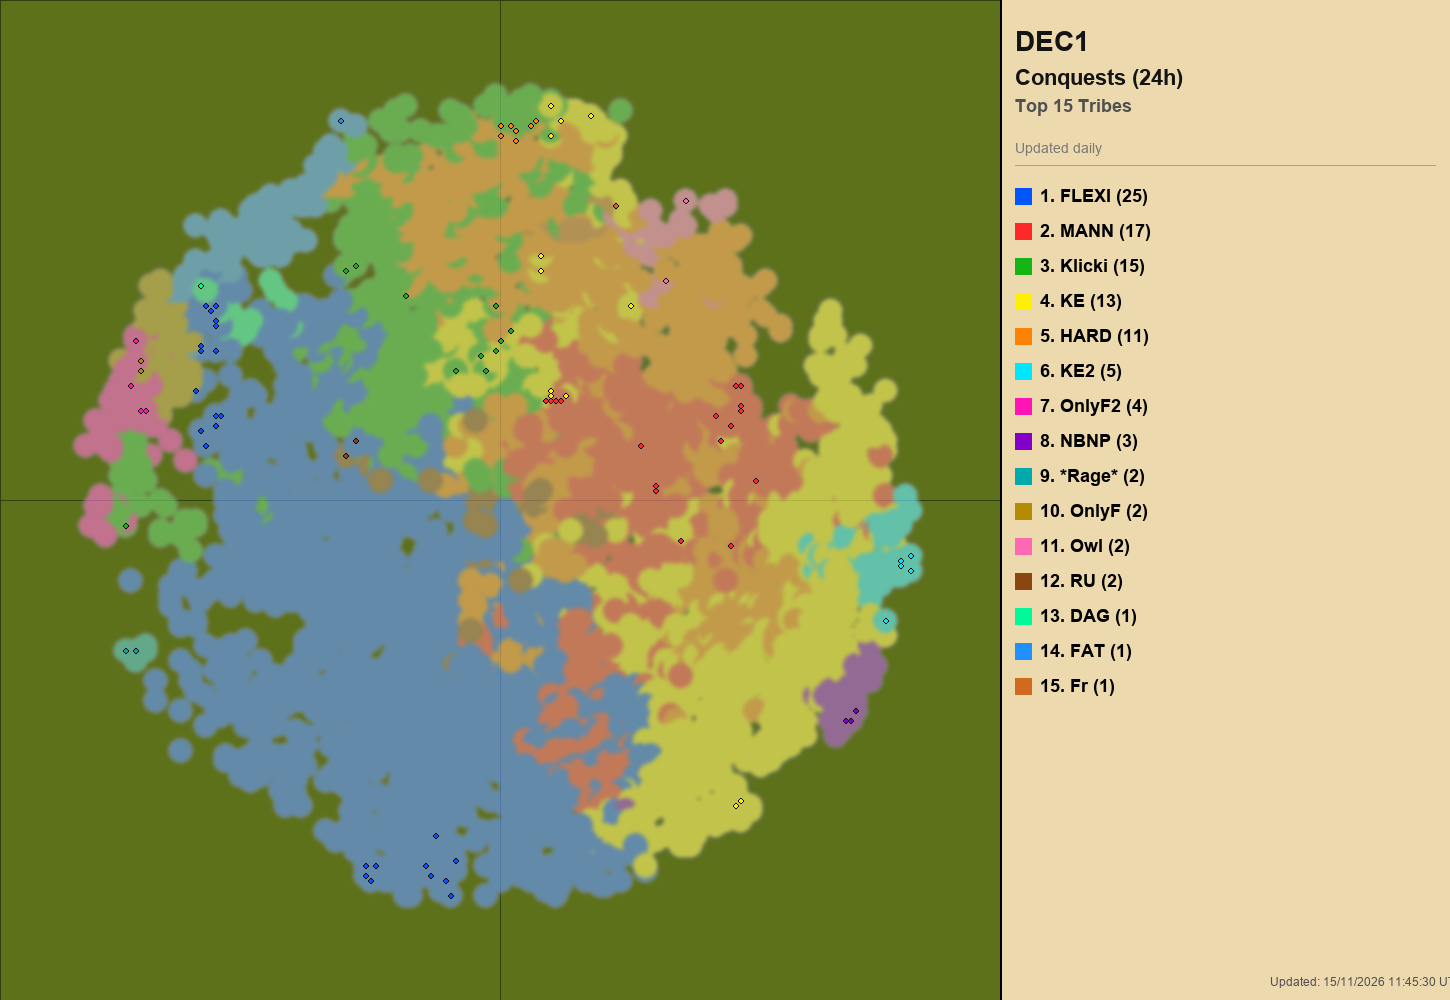 DEC1
Conquests (24h)
Top 15 Tribes
Updated daily
1. FLEXI (25)
2. MANN (17)
3. Klicki (15)
4. KE (13)
5. HARD (11)
6. KE2 (5)
7. OnlyF2 (4)
8. NBNP (3)
9. *Rage* (2)
10. OnlyF (2)
11. Owl (2)
12. RU (2)
13. DAG (1)
14. FAT (1)
15. Fr (1)
Updated: 15/11/2026 11:45:30 U